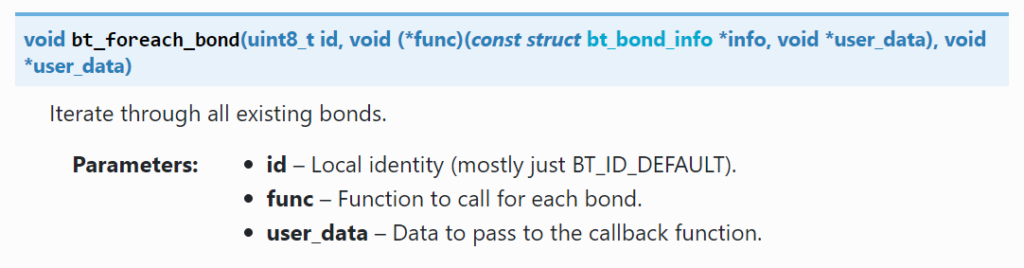 void bt_foreach_bond(uint8_t id, void (*func)(const struct bt_bond_info *info, void *user_data), void
*user_data)
Iterate through all existing bonds.
Parameters:
• id – Local identity (mostly just BT_ID_DEFAULT).
• func – Function to call for each bond.
• user_data – Data to pass to the callback function.